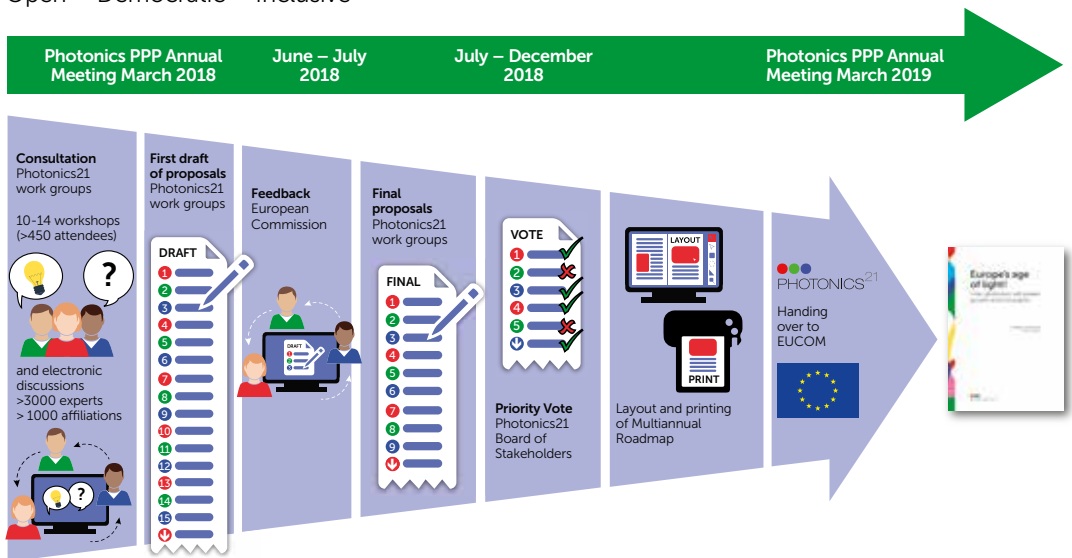 Open – Democratic – Inclusive
Photonics PPP Annual
Meeting March 2018
June – July
2018
July – December
2018
Photonics PPP Annual
Meeting March 2019
Consultation
Photonics21
work groups
10-14 workshops
(>450 attendees)
?
and electronic
discussions
>3000 experts
> 1000 affiliations
?
First draft
of proposals
Photonics21
work groups
DRAFT
1
2
3
4
5
6
7
8
9
10
11
12
13
14
15
Feedback
European
Commission
DRAFT
1
2
3
Final
proposals
Photonics21
work groups
FINAL
1
2
3
4
5
6
7
8
9
VOTE
1
2
3
4
5
Priority Vote
Photonics21
Board of
Stakeholders
LAYOUT
PRINT
Layout and printing
of Multiannual
Roadmap
PHOTONICS21
Handing
over to
EUCOM
Europe's age
of light!